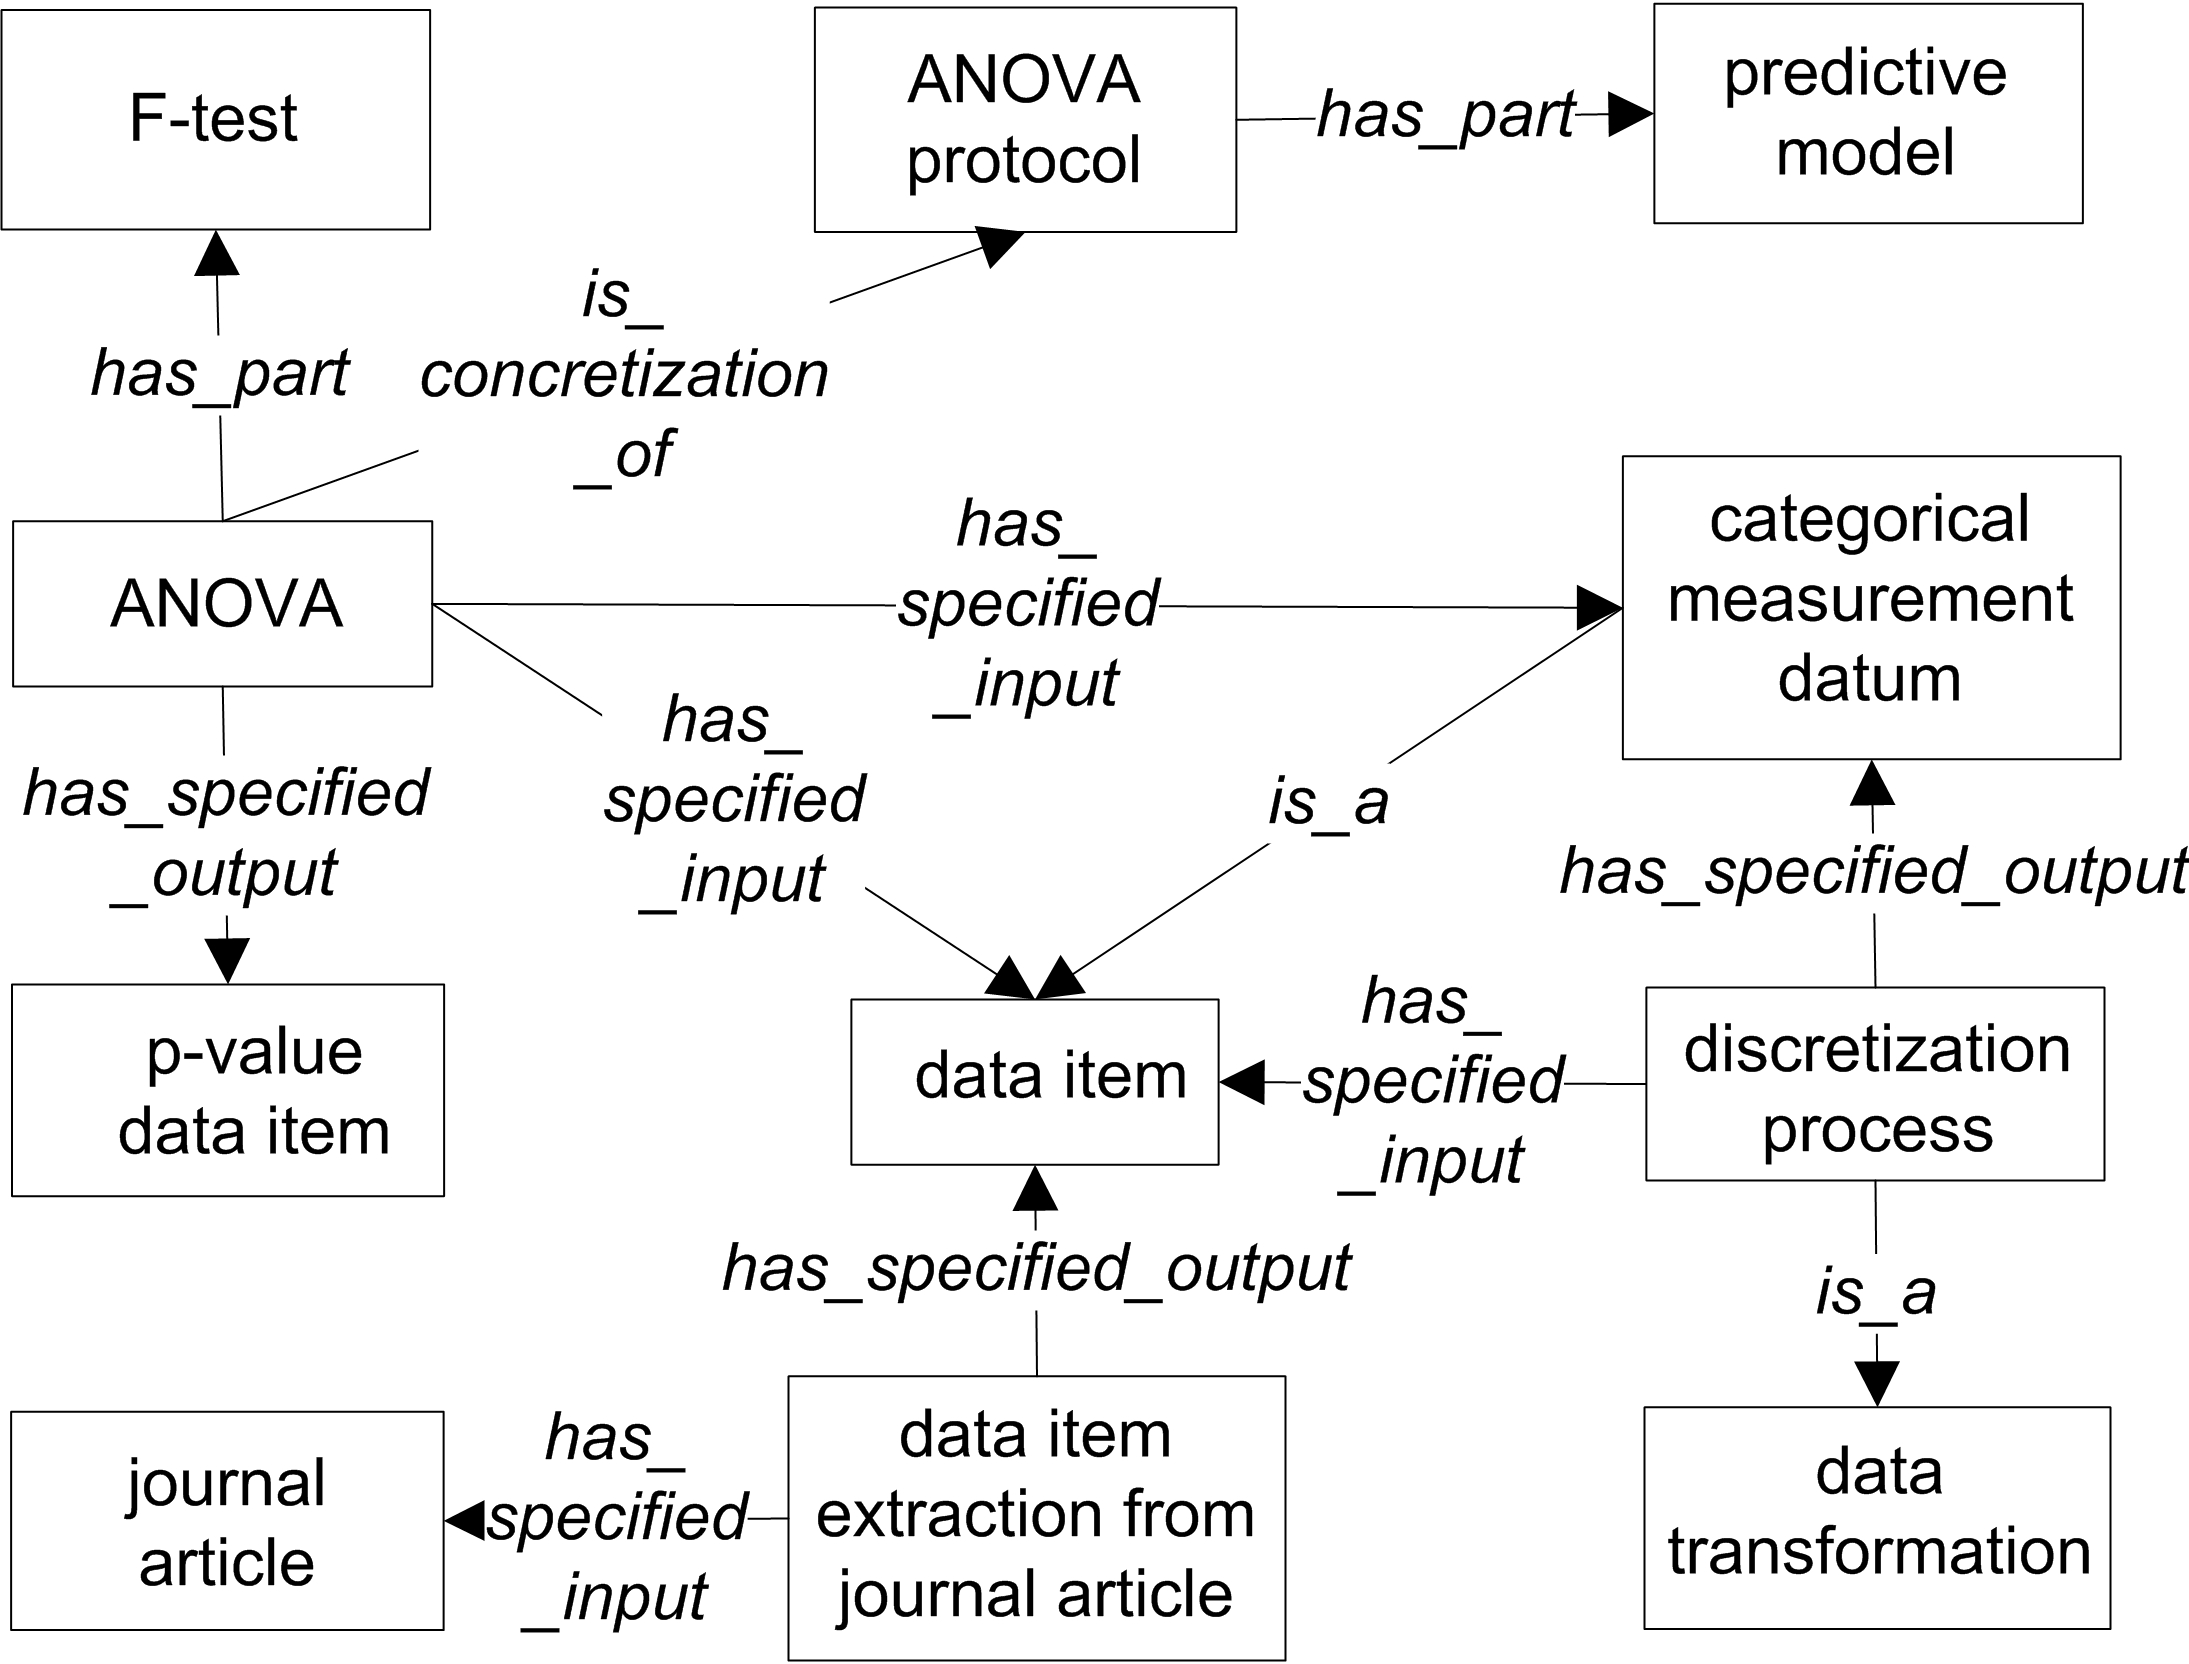 F-test
ANOVA
protocol
has_part
predictive
model
is_
concretization
_of
has_part
ANOVA
has_
specified
_input
categorical
measurement
datum
has_
specified
_input
is_a
has_specified
_output
has_specified_output
p-value
data item
data item
has_
specified
_input
discretization
process
has_specified_output
is_a
journal
article
has_
specified
_input
data item
extraction from
journal article
data
transformation